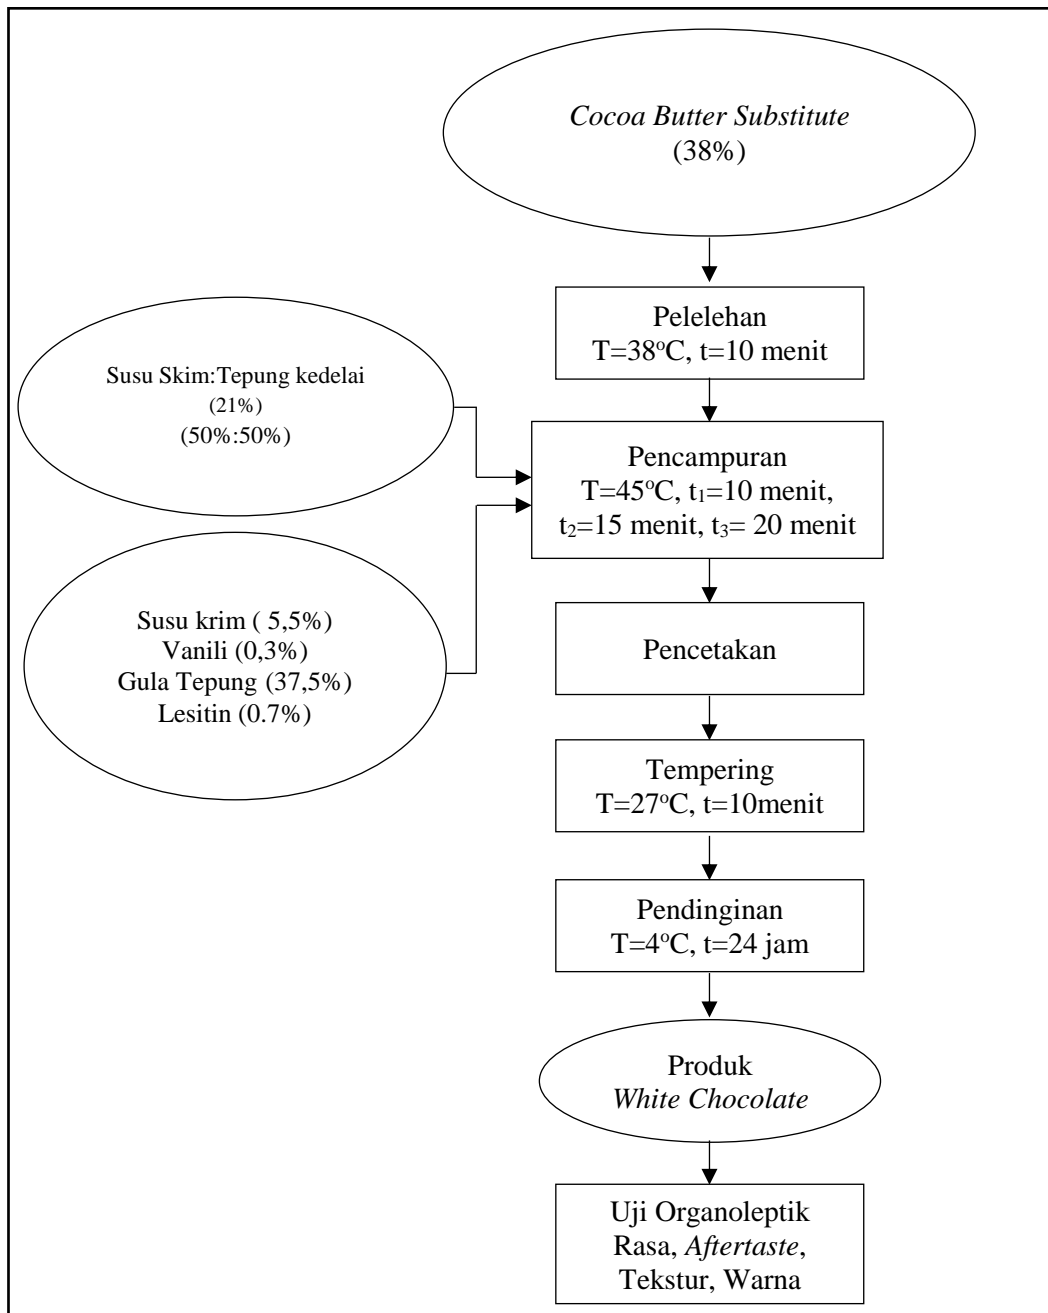 Cocoa Butter Substitute
(38%)
Pelelehan
T=38°C, t=10 menit
Susu Skim:Tepung kedelai
(21%)
(50%:50%)
Pencampuran
T=45°C, t₁=10 menit,
t₂=15 menit, t₃= 20 menit
Susu krim ( 5,5%)
Vanili (0,3%)
Gula Tepung (37,5%)
Lesitin (0.7%)
Pencetakan
Tempering
T=27°C, t=10menit
Pendinginan
T=4°C, t=24 jam
Produk
White Chocolate
Uji Organoleptik
Rasa, Aftertaste,
Tekstur, Warna